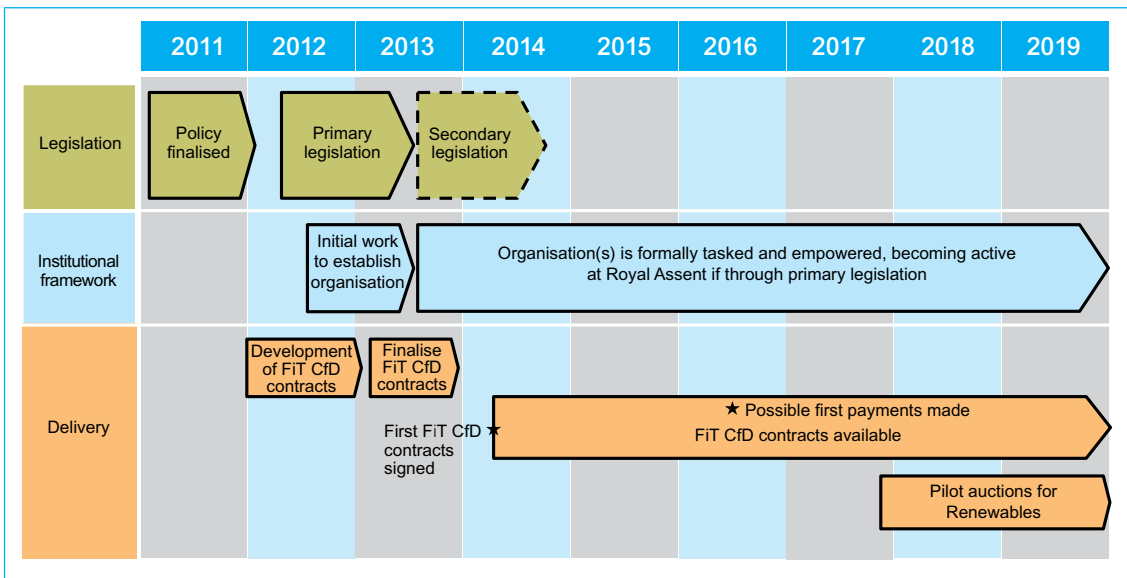 2011 2012 2013 2014 2015 2016 2017 2018 2019
Legislation
Policy
finalised
Primary
legislation
Secondary
legislation
Institutional
framework
Initial work
to establish
organisation
Organisation(s) is formally tasked and empowered, becoming active
at Royal Assent if through primary legislation
Delivery
Development
of FiT CfD
contracts
Finalise
FiT CfD
contracts
First FiT CfD ★
contracts
signed
★ Possible first payments made
FiT CfD contracts available
Pilot auctions for
Renewables